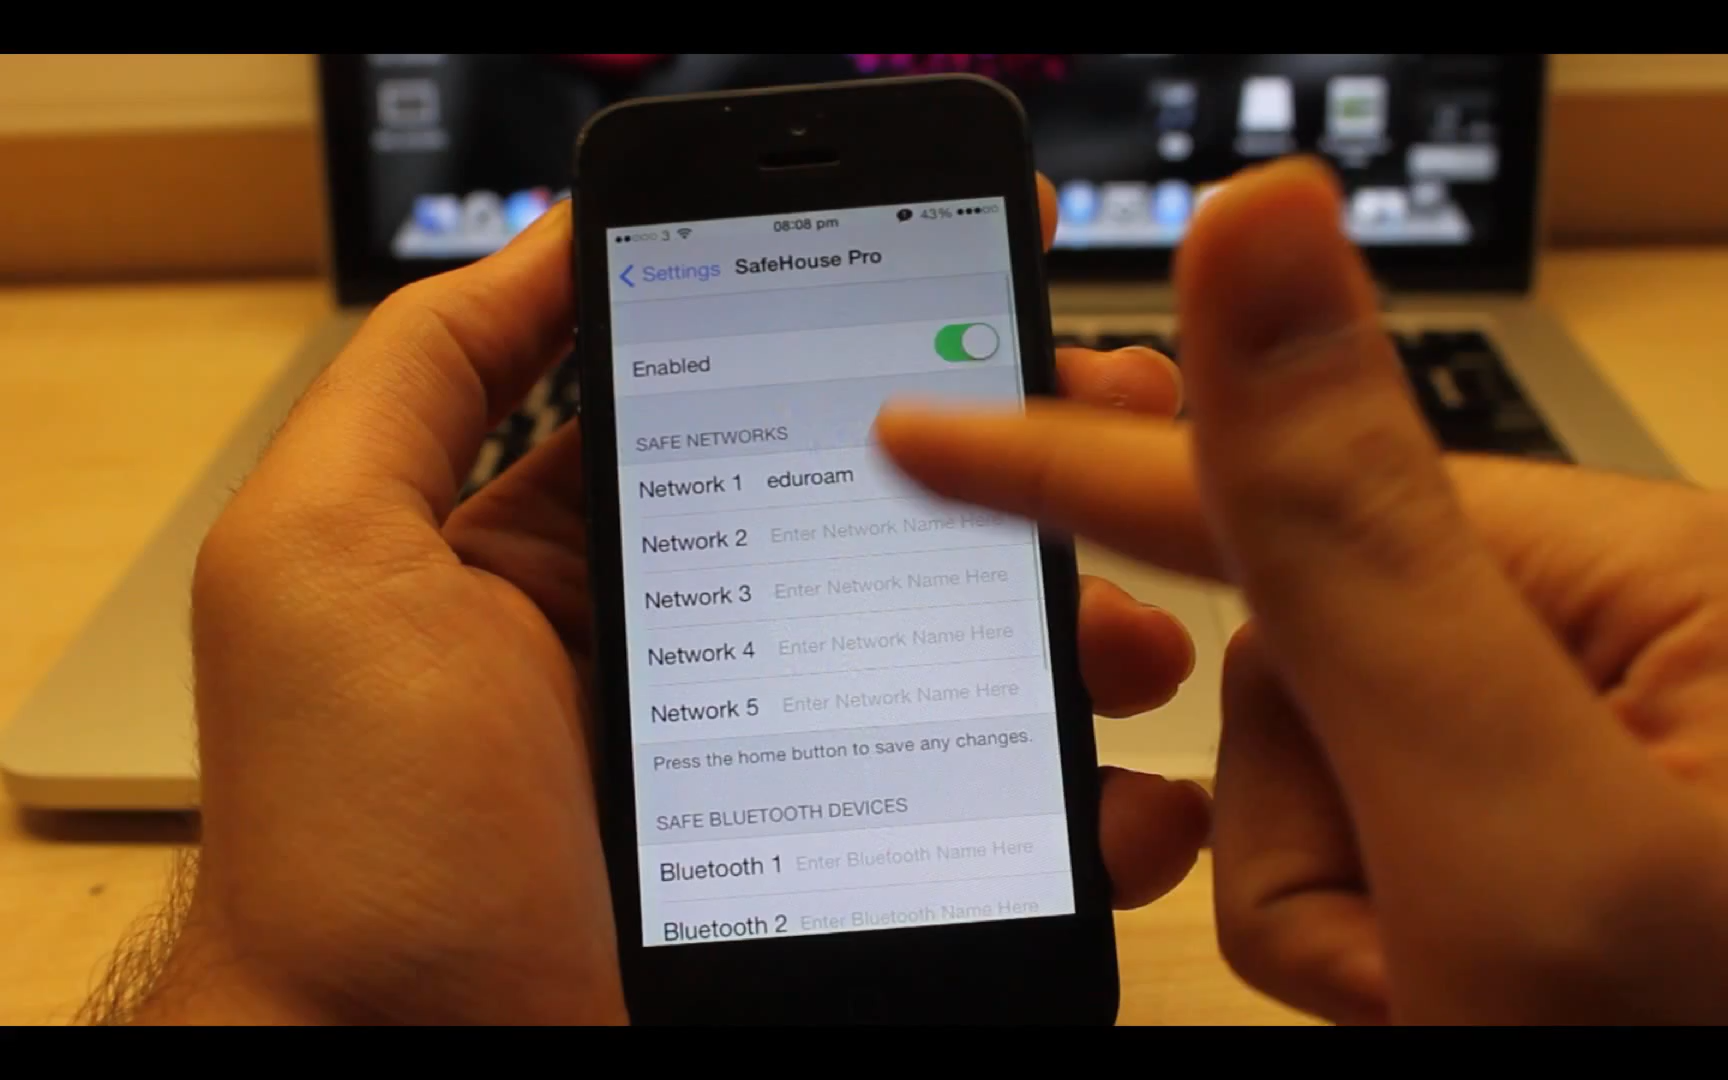 3 08:08 pm 43%
Settings SafeHouse Pro
Enabled
SAFE NETWORKS
Network 1 eduroam
Network 2 Enter Network Name Here
Network 3 Enter Network Name Here
Network 4 Enter Network Name Here
Network 5 Enter Network Name Here
Press the home button to save any changes.
SAFE BLUETOOTH DEVICES
Bluetooth 1 Enter Bluetooth Name Here
Bluetooth 2 Enter Bluetooth Name Here